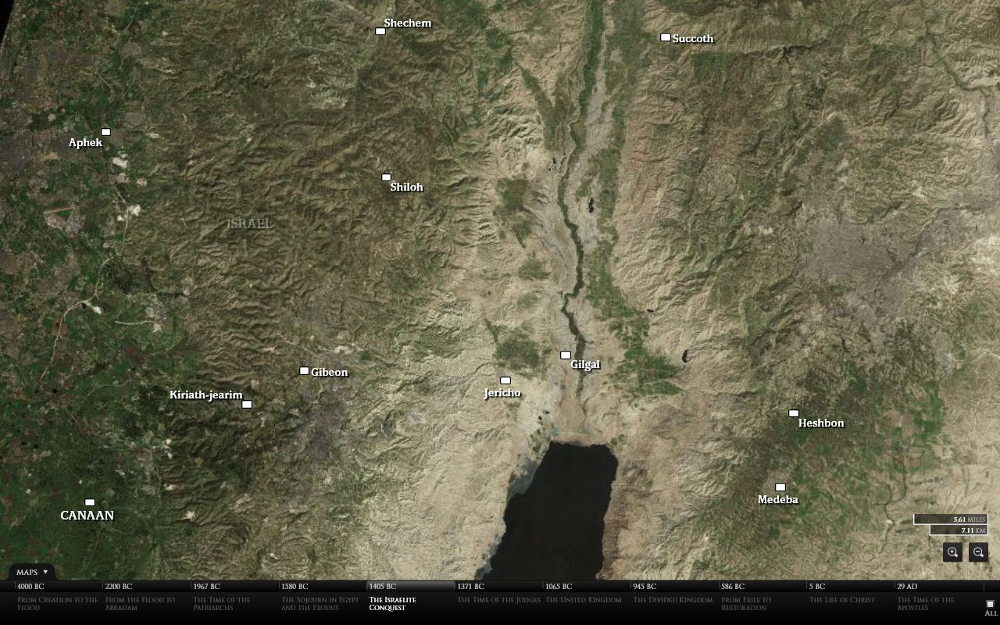 Shechem
Succoth
Aphek
Shiloh
ISRAEL
Gilgal
Gibeon
Jericho
Kiriath-jearim
Heshbon
Medeba
CANAAN
5.61 MILES
7.11 KM
MAPS ▼
4000 BC
FROM CREATION TO THE
FLOOD
2200 BC
FROM THE FLOOD TO
ABRAHAM
1967 BC
THE TIME OF THE
PATRIARCHS
1580 BC
THE SOJOURN IN EGYPT
AND THE EXODUS
1405 BC
THE ISRAELITE
CONQUEST
1371 BC
THE TIME OF THE JUDGES
1065 BC
THE UNITED KINGDOM
945 BC
THE DIVIDED KINGDOM
586 BC
FROM EXILE TO
RESTORATION
5 BC
THE LIFE OF CHRIST
29 AD
THE TIME OF THE
APOSTLES
ALL